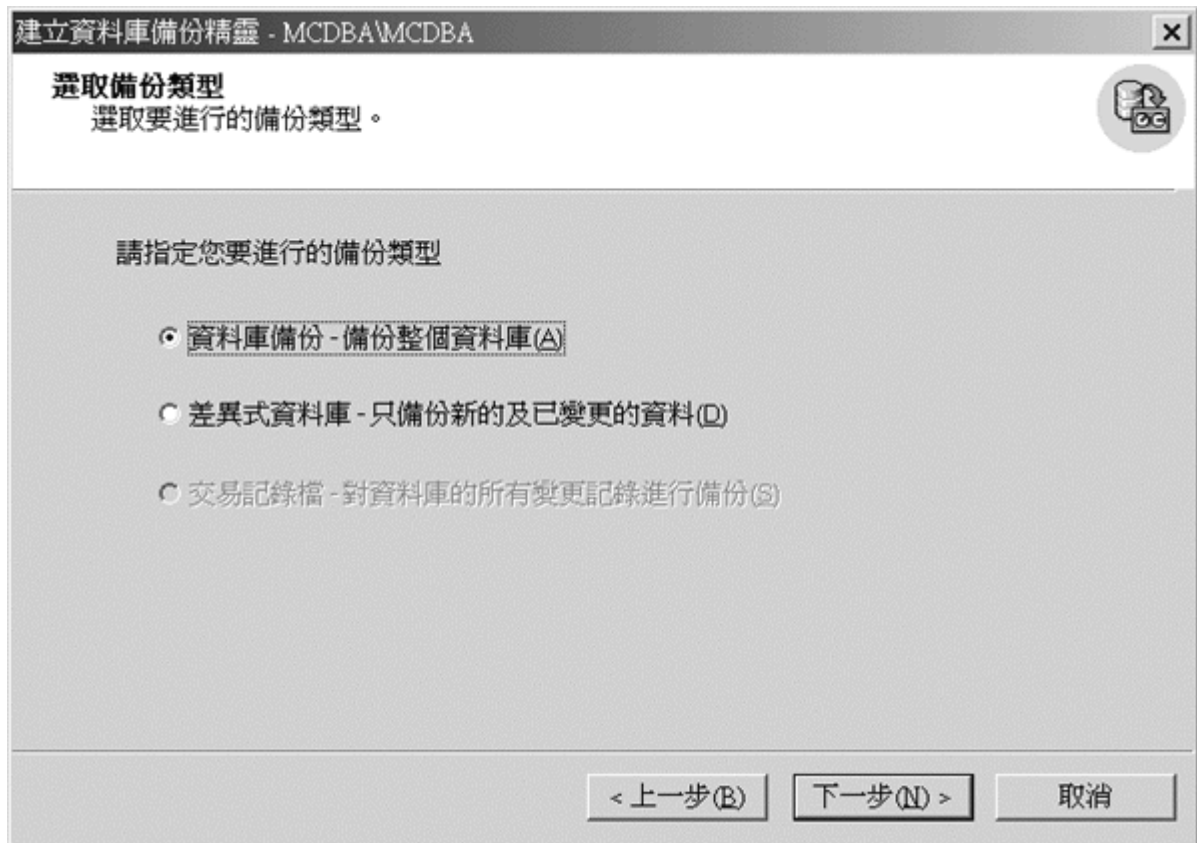 建立資料庫備份精靈 - MCDBA\MCDBA
選取備份類型
選取要進行的備份類型。
請指定您要進行的備份類型
資料庫備份 - 備份整個資料庫(A)
差異式資料庫 - 只備份新的及已變更的資料(D)
交易記錄檔 - 對資料庫的所有變更記錄進行備份(S)
< 上一步(B) 下一步(N) > 取消